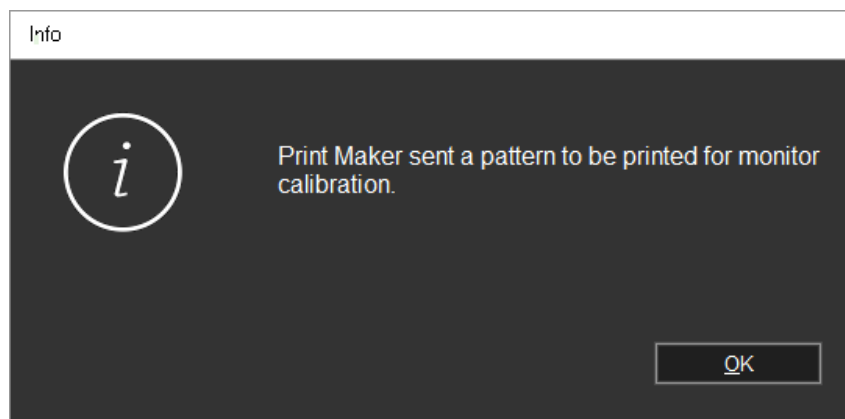 Info
Print Maker sent a pattern to be printed for monitor
calibration.
OK